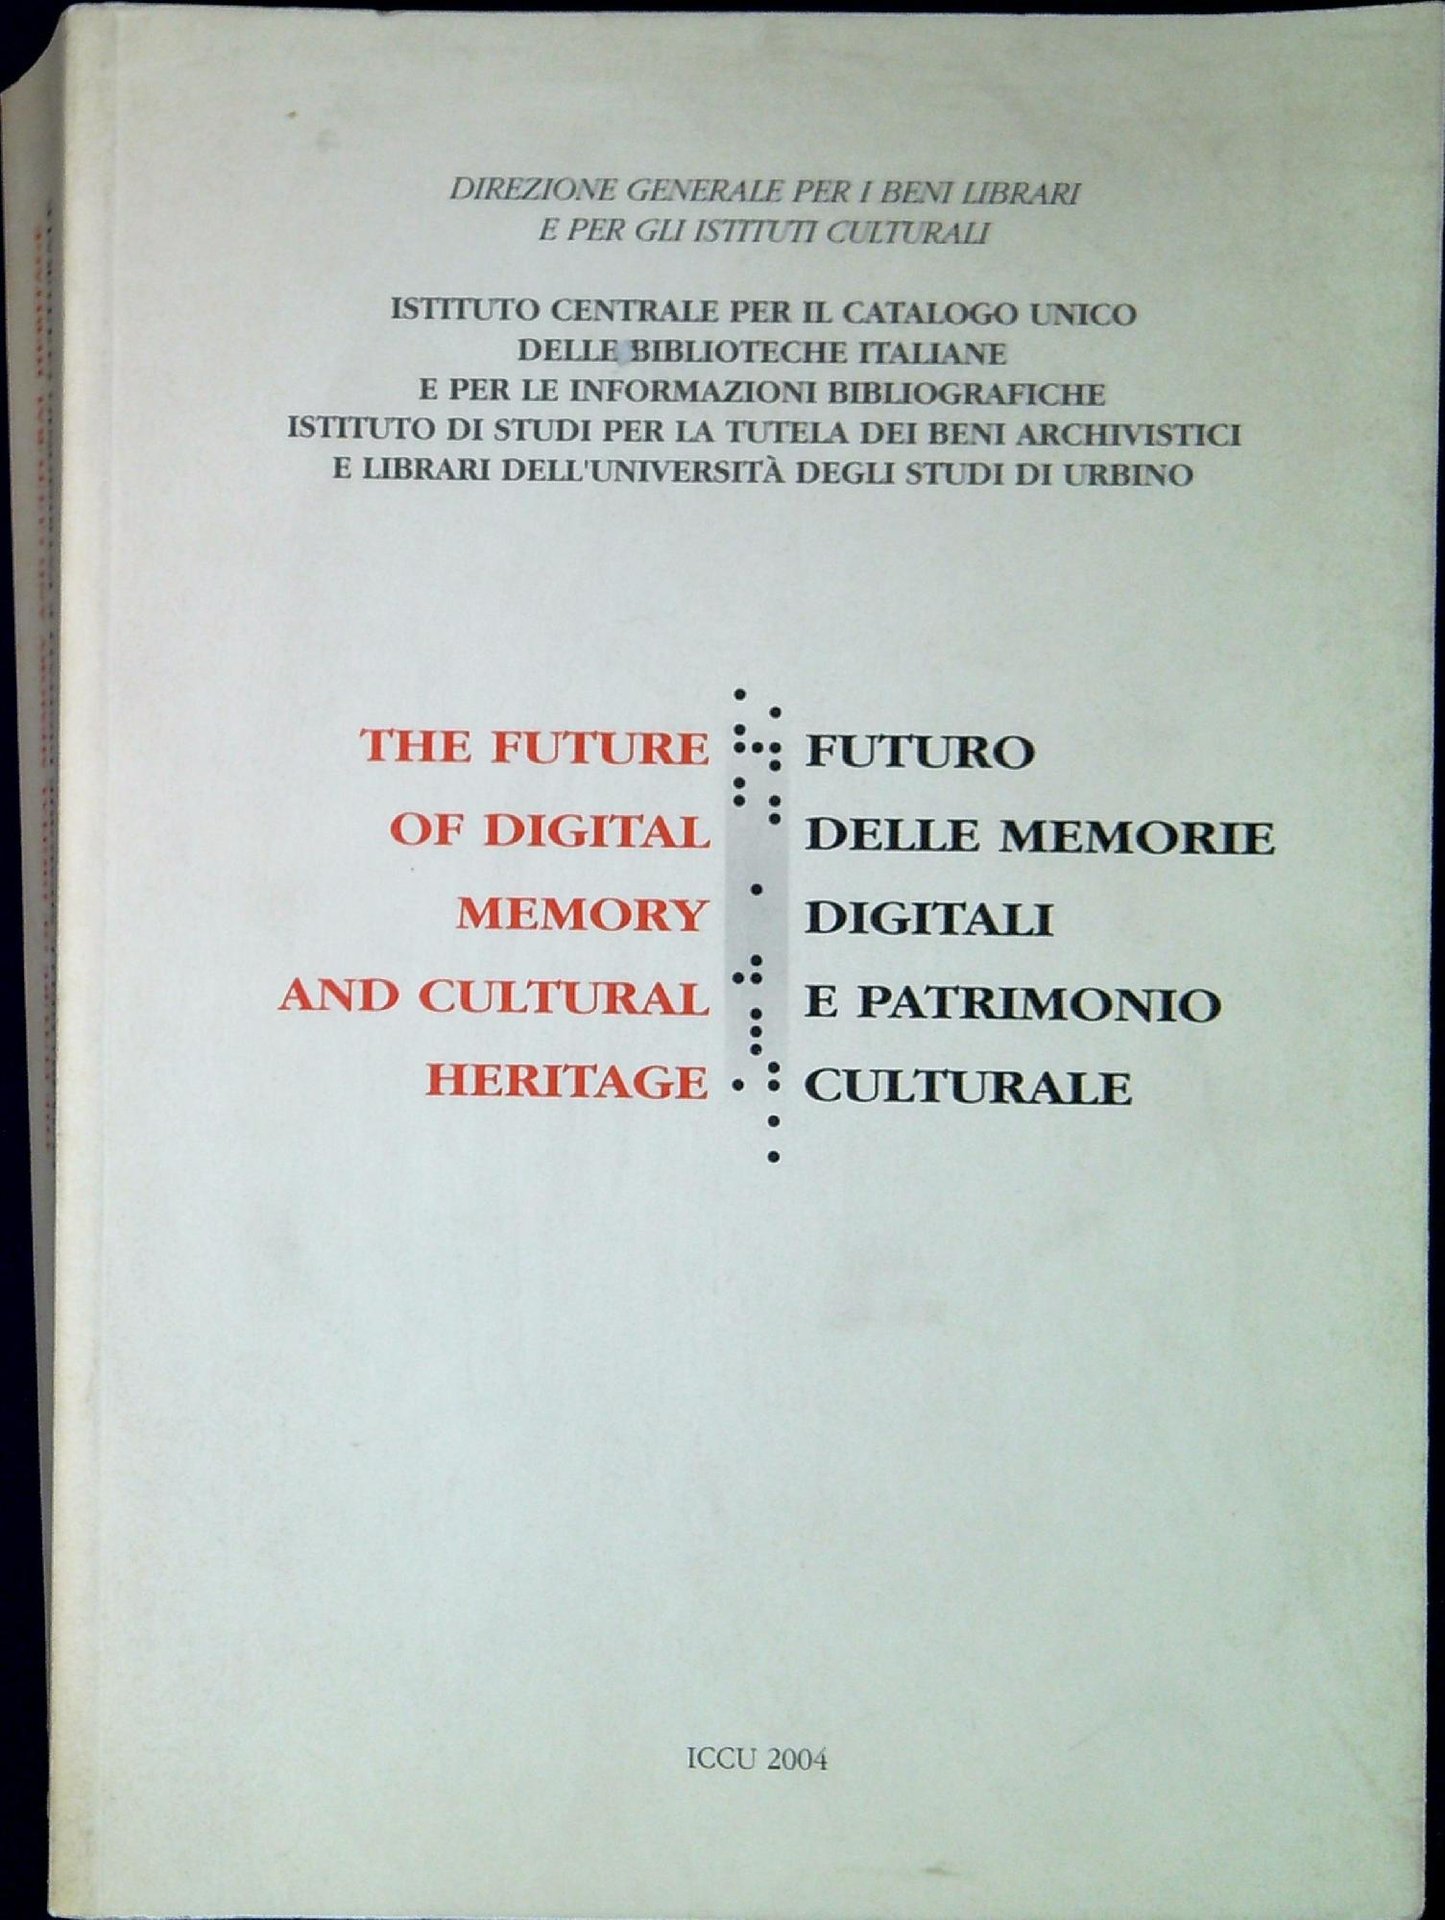 DIREZIONE GENERALE PER I BENI LIBRARI
E PER GLI ISTITUTI CULTURALI
ISTITUTO CENTRALE PER IL CATALOGO UNICO
DELLE BIBLIOTECHE ITALIANE
E PER LE INFORMAZIONI BIBLIOGRAFICHE
ISTITUTO DI STUDI PER LA TUTELA DEI BENI ARCHIVISTICI
E LIBRARI DELL'UNIVERSITÀ DEGLI STUDI DI URBINO
THE FUTURE
OF DIGITAL
MEMORY
AND CULTURAL
HERITAGE
FUTURO
DELLE MEMORIE
DIGITALI
E PATRIMONIO
CULTURALE
ICCU 2004